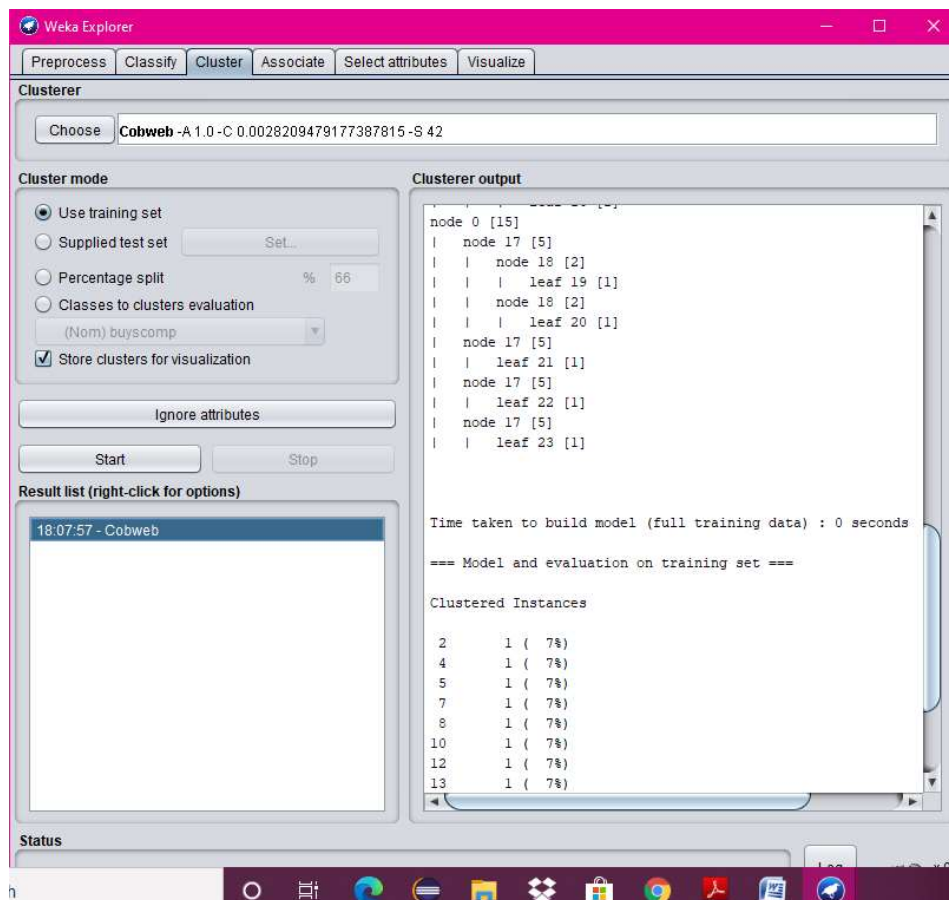 Weka Explorer
Preprocess Classify Cluster Associate Select attributes Visualize
Clusterer
Choose Cobweb -A 1.0 -C 0.0028209479177387815 -S 42
Cluster mode
Use training set
Supplied test set Set...
Percentage split % 66
Classes to clusters evaluation
(Nom) buyscomp
Store clusters for visualization
Ignore attributes
Start Stop
Result list (right-click for options)
18:07:57 - Cobweb
Clusterer output
node 0 [15]
| node 17 [5]
| | node 18 [2]
| | | leaf 19 [1]
| | node 18 [2]
| | | leaf 20 [1]
| node 17 [5]
| | leaf 21 [1]
| node 17 [5]
| | leaf 22 [1]
| node 17 [5]
| | leaf 23 [1]
Time taken to build model (full training data) : 0 seconds
=== Model and evaluation on training set ===
Clustered Instances
2 1 ( 7%)
4 1 ( 7%)
5 1 ( 7%)
7 1 ( 7%)
8 1 ( 7%)
10 1 ( 7%)
12 1 ( 7%)
13 1 ( 7%)
Status
Log